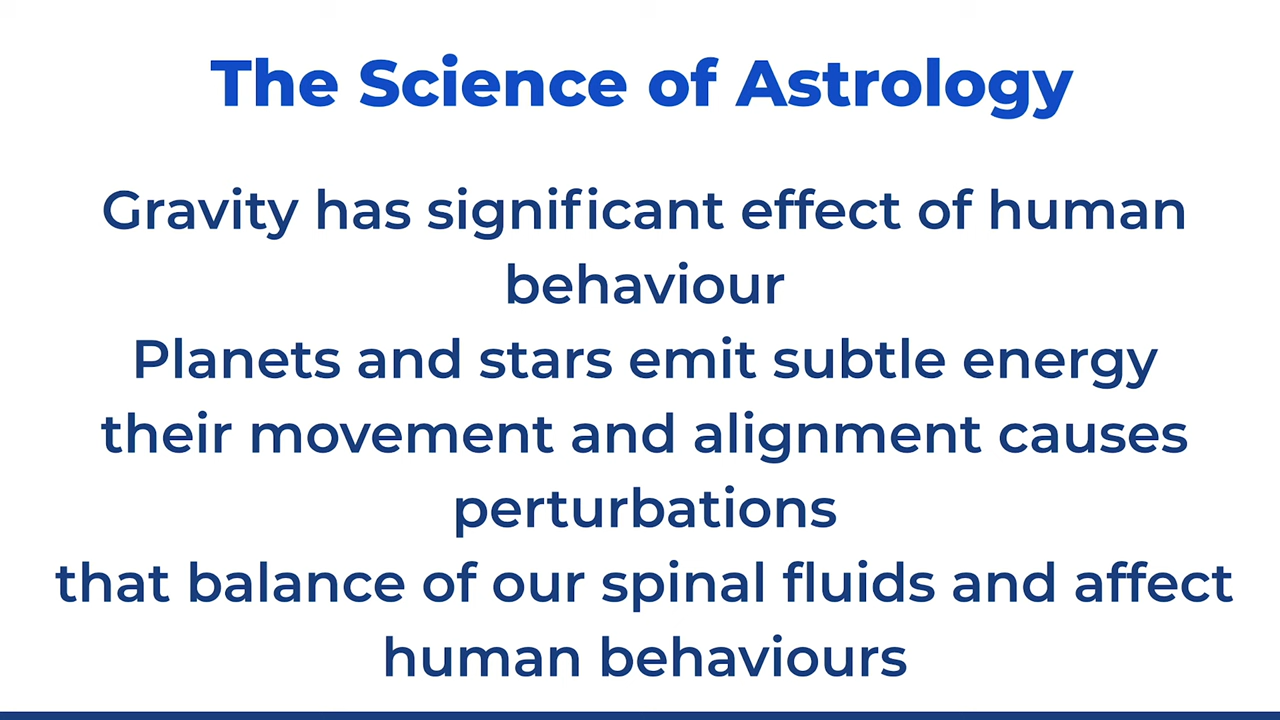 The Science of Astrology
Gravity has significant effect of human
behaviour
Planets and stars emit subtle energy
their movement and alignment causes
perturbations
that balance of our spinal fluids and affect
human behaviours